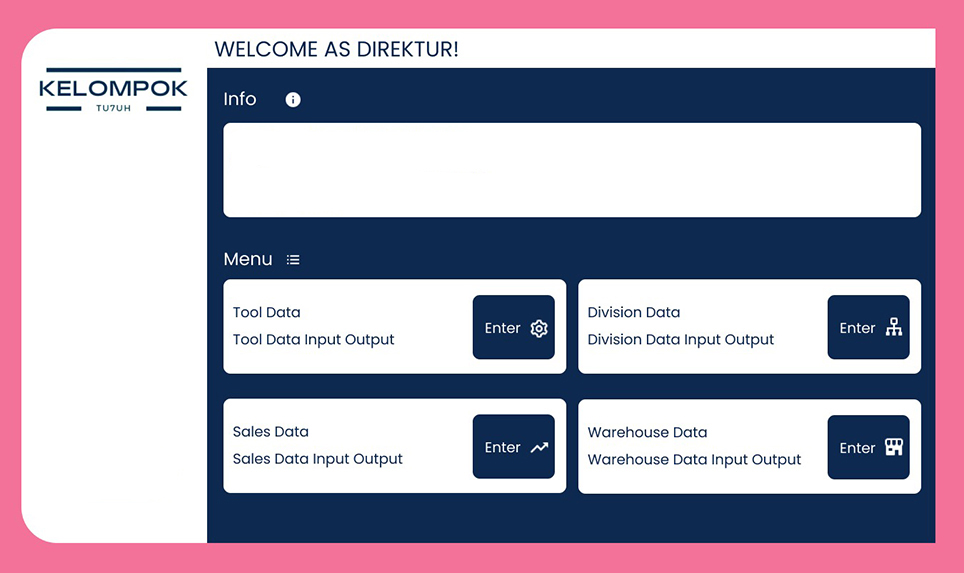 WELCOME AS DIREKTUR!
KELOMPOK
TU7UH
Info
Menu
Tool Data
Tool Data Input Output
Enter
Division Data
Division Data Input Output
Enter
Sales Data
Sales Data Input Output
Enter
Warehouse Data
Warehouse Data Input Output
Enter